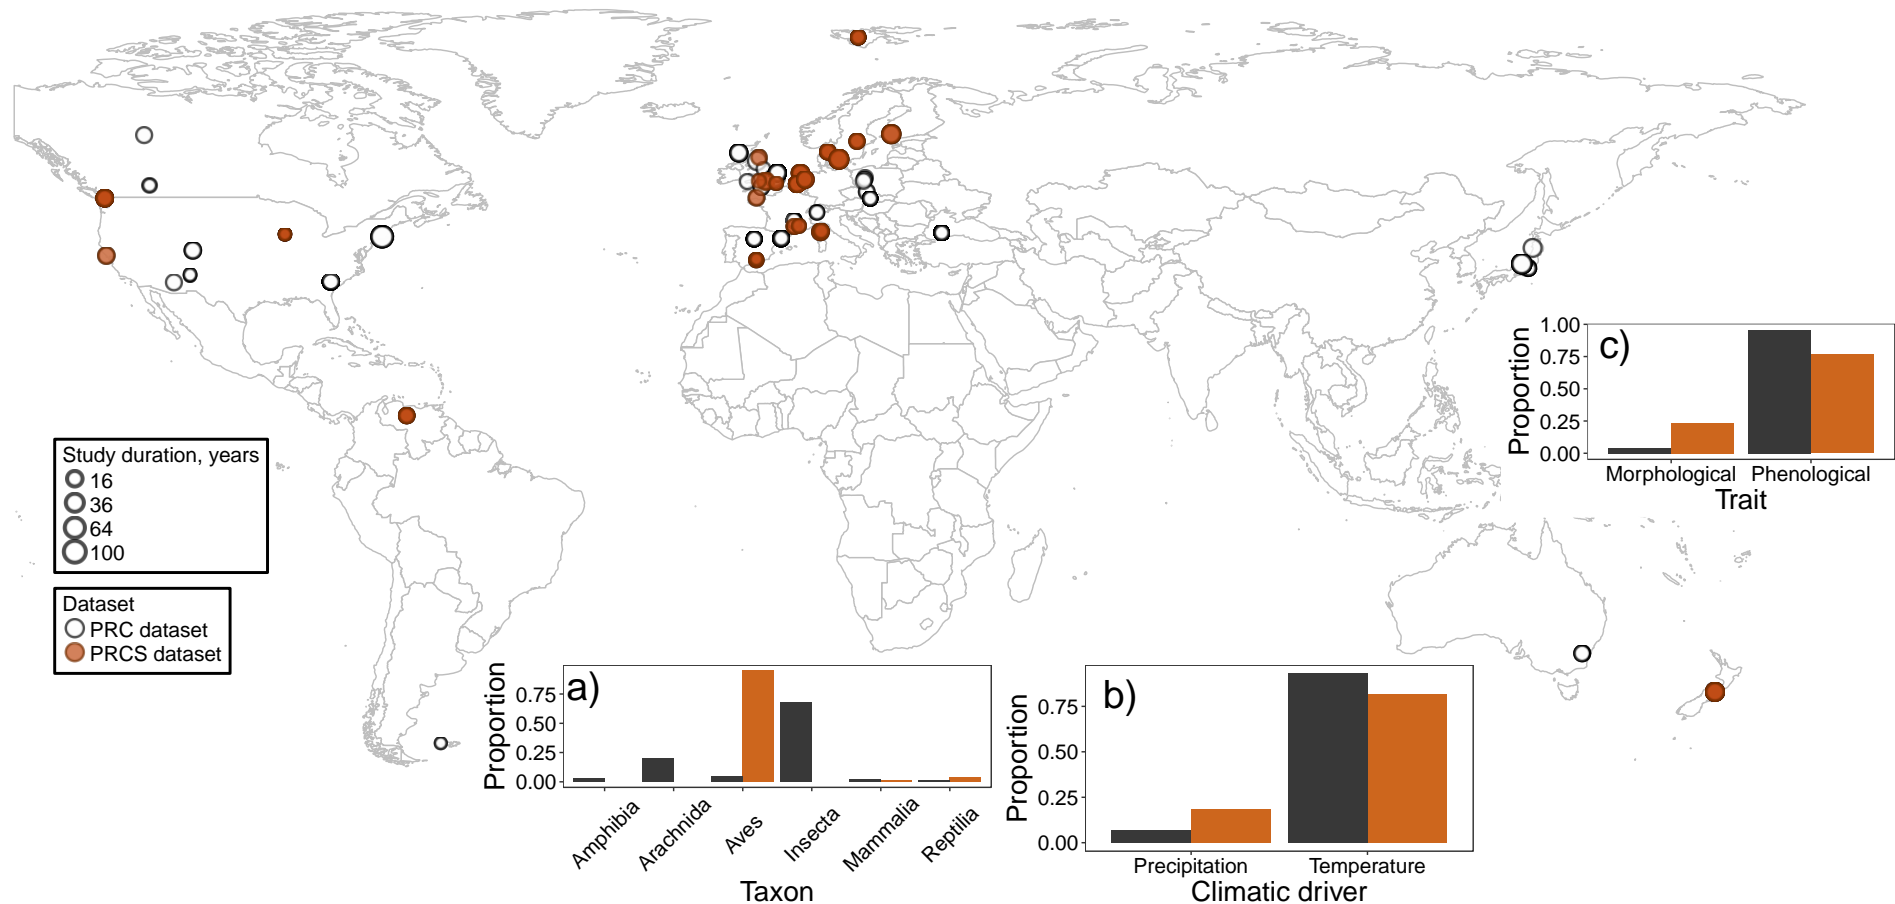 Study duration, years
16
36
64
100
Dataset
PRC dataset
PRCS dataset
a)
Proportion
0.75
0.50
0.25
0.00
Amphibia
Arachnida
Aves
Insecta
Mammalia
Reptilia
Taxon
b)
Proportion
0.75
0.50
0.25
0.00
Precipitation
Temperature
Climatic driver
c)
Proportion
1.00
0.75
0.50
0.25
0.00
Morphological
Phenological
Trait